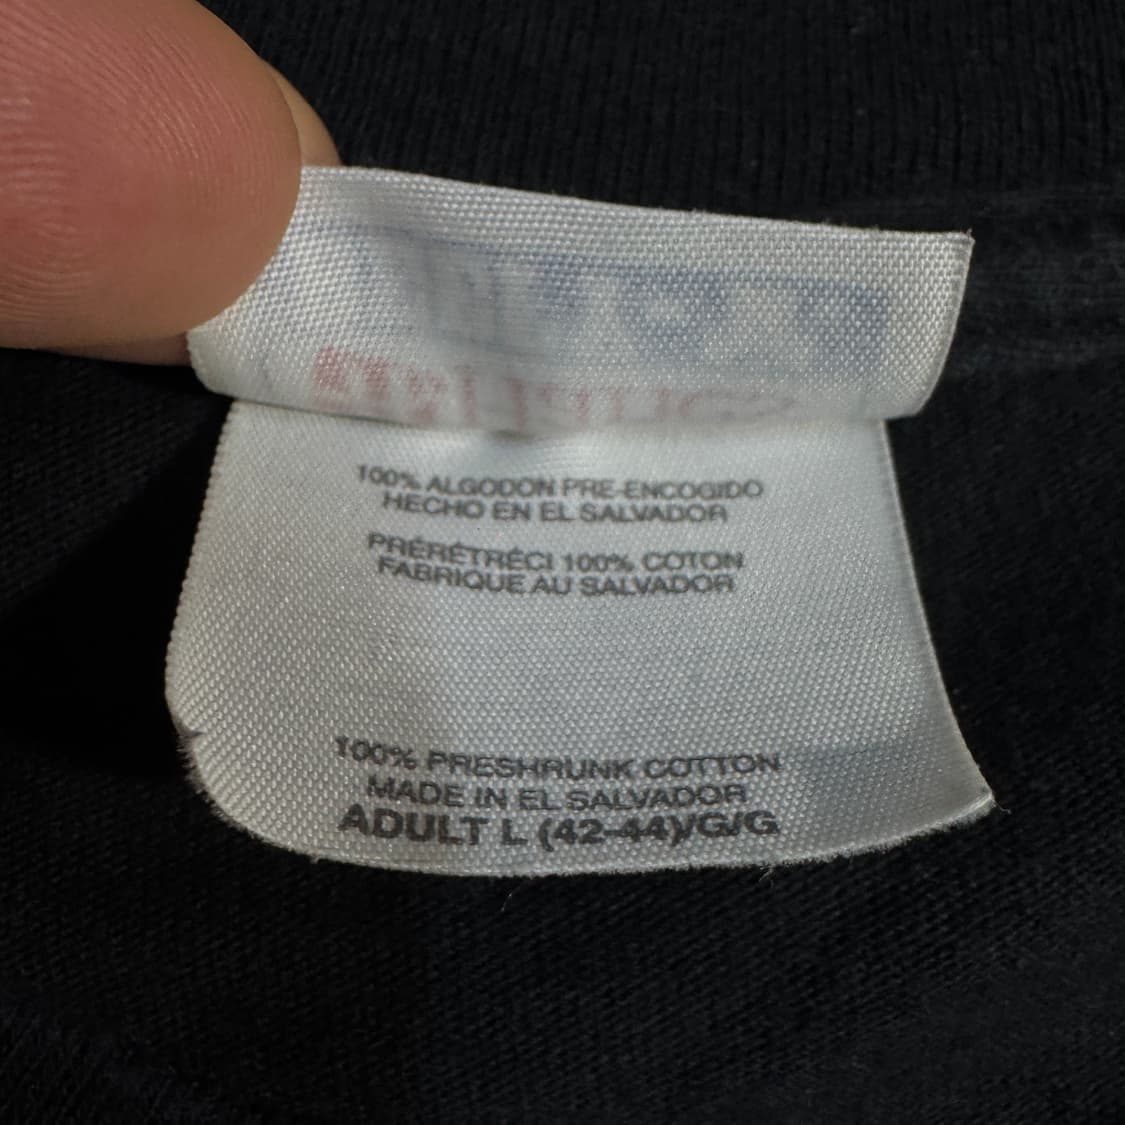 100% ALGODON PRE-ENCOGIDO
HECHO EN EL SALVADOR
PRÉRÉTRÉCI 100% COTON
FABRIQUE AU SALVADOR
100% PRESHRUNK COTTON
MADE IN EL SALVADOR
ADULT L (42-44)/G/G